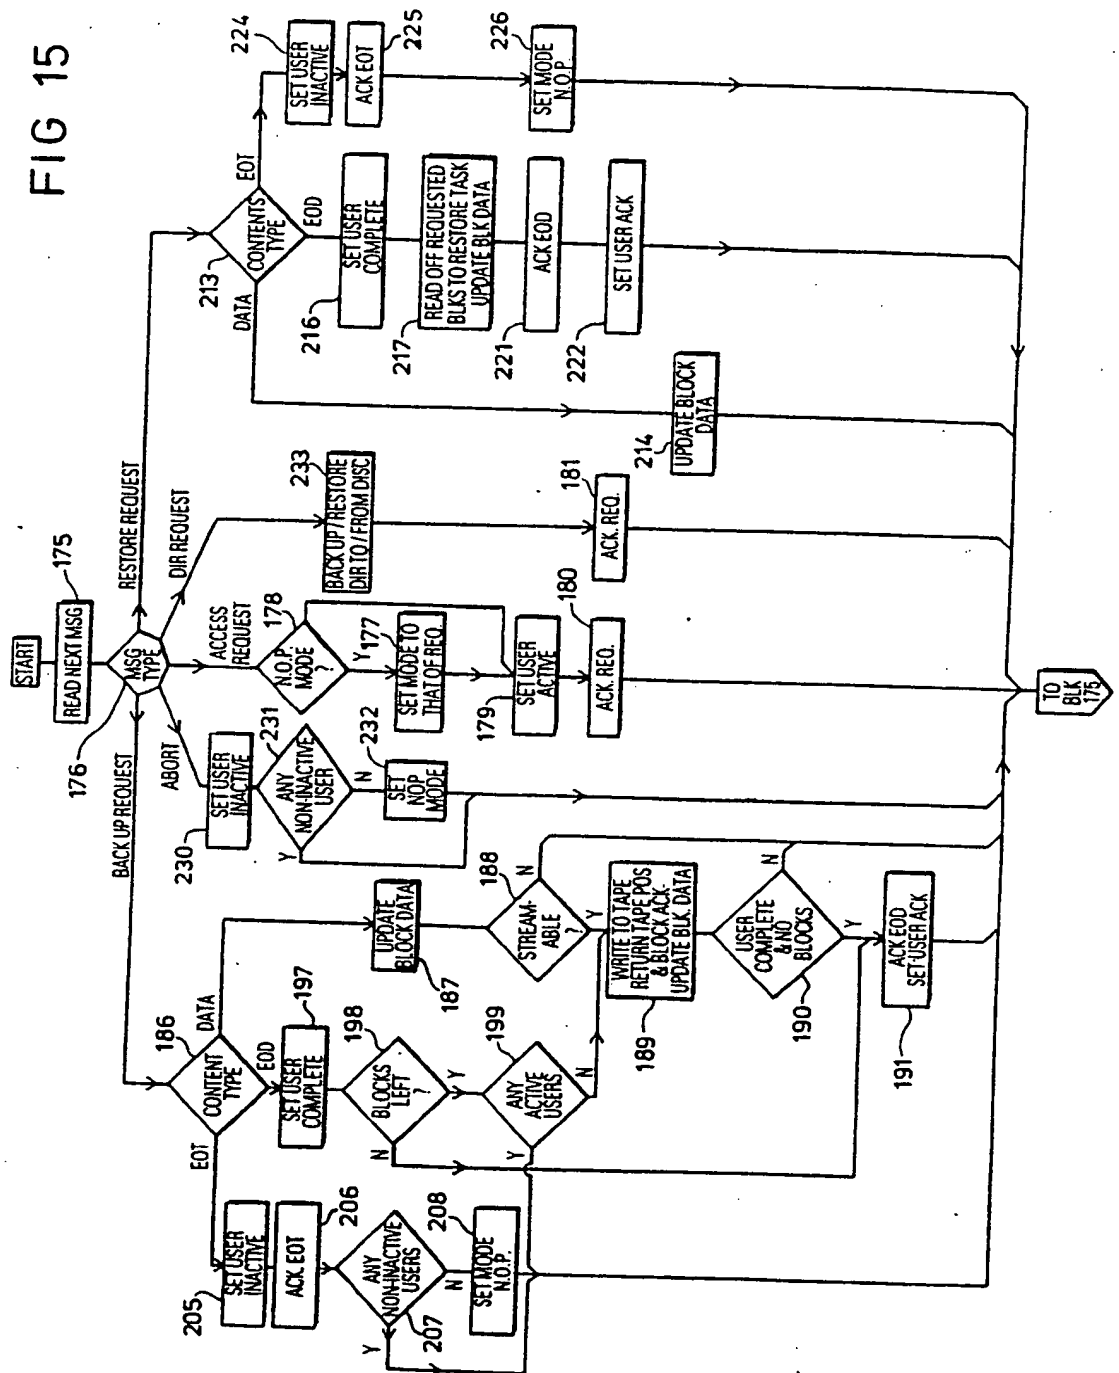 FIG 15
START
READ NEXT MSG
175
MSG
TYPE
176
BACK UP REQUEST
ABORT
ACCESS
REQUEST
DIR REQUEST
RESTORE REQUEST
186
CONTENT
TYPE
EOT
EOD
DATA
205
SET USER
INACTIVE
206
ACK. EOT
ANY
NON-INACTIVE
USERS
207
Y
N
208
SET MODE
N.O.P.
197
SET USER
COMPLETE
198
BLOCKS
LEFT
?
N
Y
199
ANY
ACTIVE
USERS
Y
N
UPDATE
BLOCK DATA
187
188
STREAM-
ABLE
?
N
Y
WRITE TO TAPE
RETURN TAPE POS
& BLOCK ACK-
UPDATE BLK. DATA
189
USER
COMPLETE
& NO
BLOCKS
190
N
Y
ACK EOD
SET USER ACK
191
230
SET USER
INACTIVE
231
ANY
NON-INACTIVE
USER
Y
N
232
SET
NOP
MODE
178
N.O.P.
MODE
?
Y
177
SET MODE TO
THAT OF REQ.
179
SET USER
ACTIVE
180
ACK. REQ.
233
BACK UP / RESTORE
DIR TO / FROM DISC
181
ACK. REQ.
213
CONTENTS
TYPE
DATA
EOD
EOT
214
UPDATE BLOCK
DATA
216
SET USER
COMPLETE
217
READ OFF REQUESTED
BLKS TO RESTORE TASK
UPDATE BLK DATA
221
ACK EOD
222
SET USER ACK
224
SET USER
INACTIVE
225
ACK EOT
226
SET MODE
N.O.P.
TO
BLK
175